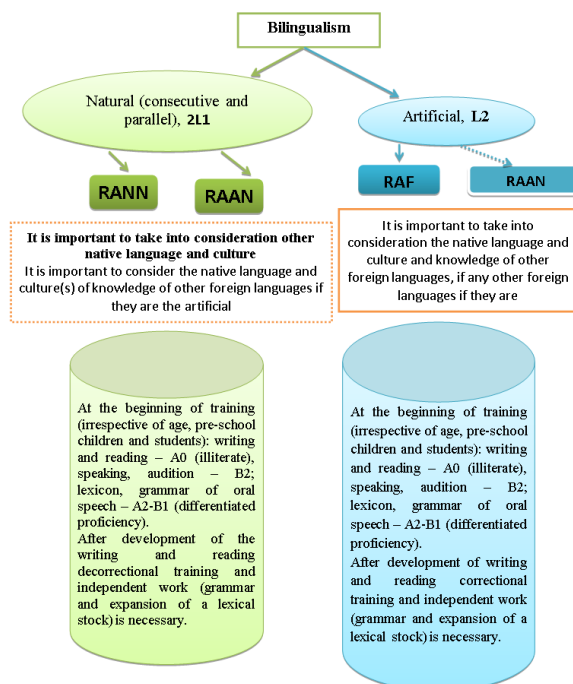 Bilingualism
Natural (consecutive and
parallel), 2L1
Artificial, L2
RANN
RAAN
RAF
RAAN
It is important to take into consideration other
native language and culture
It is important to consider the native language and
culture(s) of knowledge of other foreign languages if
they are the artificial
It is important to take into
consideration the native language and
culture and knowledge of other
foreign languages, if any other foreign
languages if they are
At the beginning of training
(irrespective of age, pre-school
children and students): writing
and reading – A0 (illiterate),
speaking, audition – B2;
lexicon, grammar of oral
speech – A2-B1 (differentiated
proficiency).
After development of the
writing and reading
decorrectional training and
independent work (grammar
and expansion of a lexical
stock) is necessary.
At the beginning of training
(irrespective of age, pre-school
children and students): writing
and reading – A0 (illiterate),
speaking, audition – B2;
lexicon, grammar of oral
speech – A2-B1 (differentiated
proficiency).
After development of writing
and reading correctional
training and independent work
(grammar and expansion of a
lexical stock) is necessary.